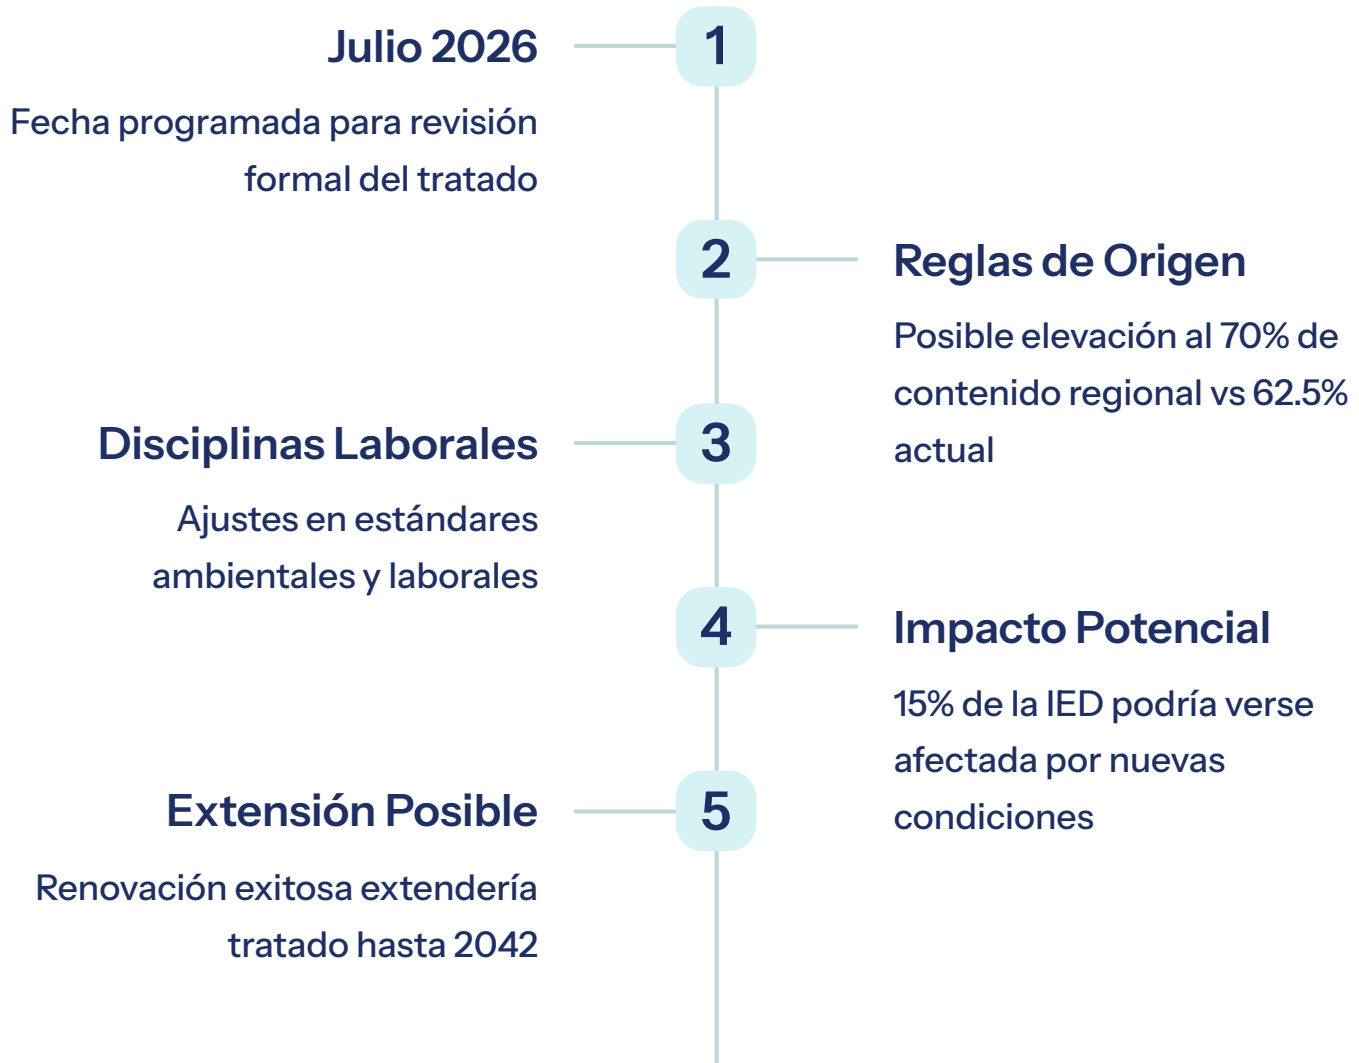 1
Julio 2026
Fecha programada para revisión
formal del tratado
2
Reglas de Origen
Posible elevación al 70% de
contenido regional vs 62.5%
actual
3
Disciplinas Laborales
Ajustes en estándares
ambientales y laborales
4
Impacto Potencial
15% de la IED podría verse
afectada por nuevas
condiciones
5
Extensión Posible
Renovación exitosa extendería
tratado hasta 2042